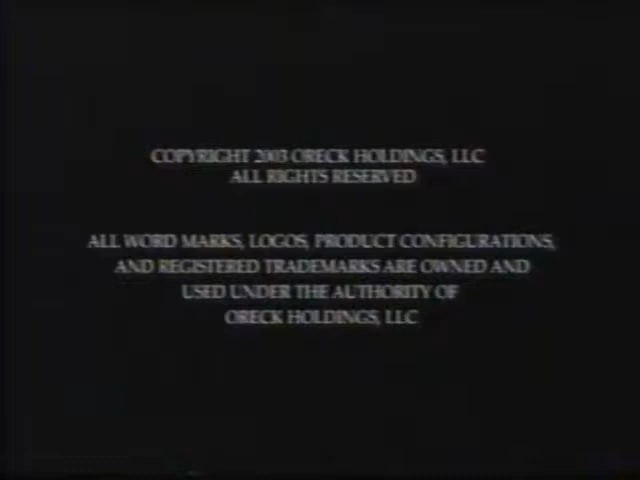 COPYRIGHT 2003 ORECK HOLDINGS, LLC
ALL RIGHTS RESERVED
ALL WORD MARKS, LOGOS, PRODUCT CONFIGURATIONS,
AND REGISTERED TRADEMARKS ARE OWNED AND
USED UNDER THE AUTHORITY OF
ORECK HOLDINGS, LLC